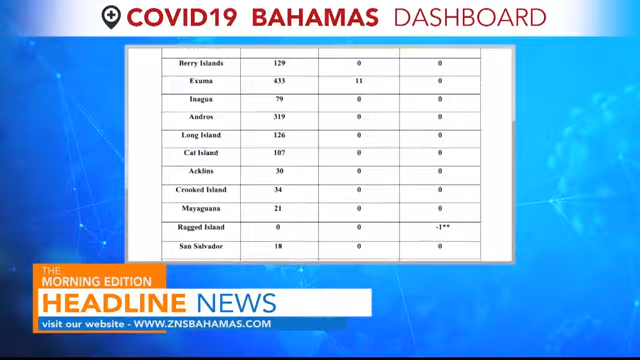 COVID19 BAHAMAS DASHBOARD
Berry Islands 129 0 0
Exuma 433 11 0
Inagua 79 0 0
Andros 319 0 0
Long Island 126 0 0
Cat Island 107 0 0
Acklins 30 0 0
Crooked Island 34 0 0
Mayaguana 21 0 0
Ragged Island 0 0 -1**
San Salvador 18 0 0
THE
MORNING EDITION
HEADLINE NEWS
visit our website - WWW.ZNSBAHAMAS.COM